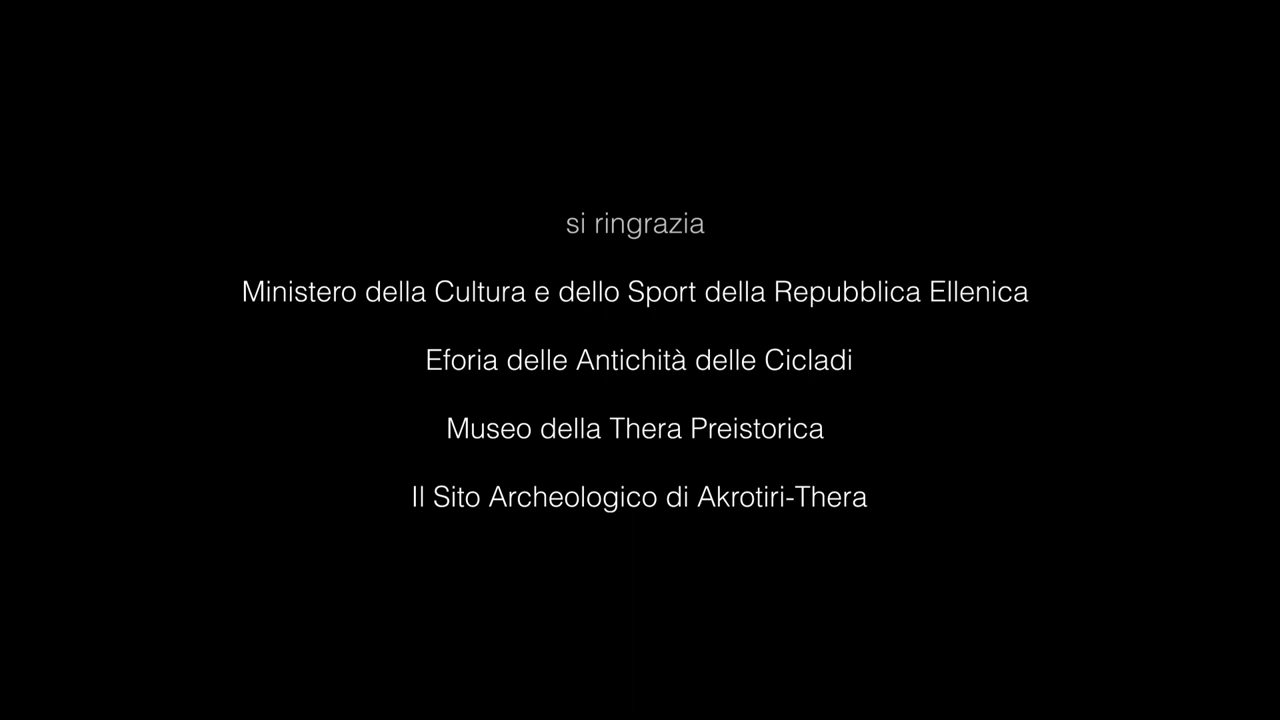 si ringrazia
Ministero della Cultura e dello Sport della Repubblica Ellenica
Eforia delle Antichità delle Cicladi
Museo della Thera Preistorica
Il Sito Archeologico di Akrotiri-Thera